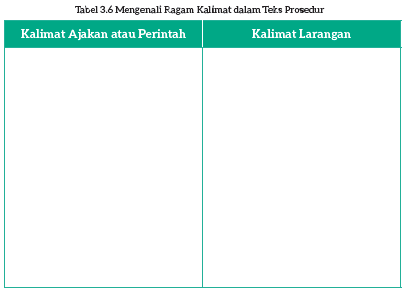 Tabel 3.6 Mengenali Ragam Kalimat dalam Teks Prosedur
Kalimat Ajakan atau Perintah
Kalimat Larangan